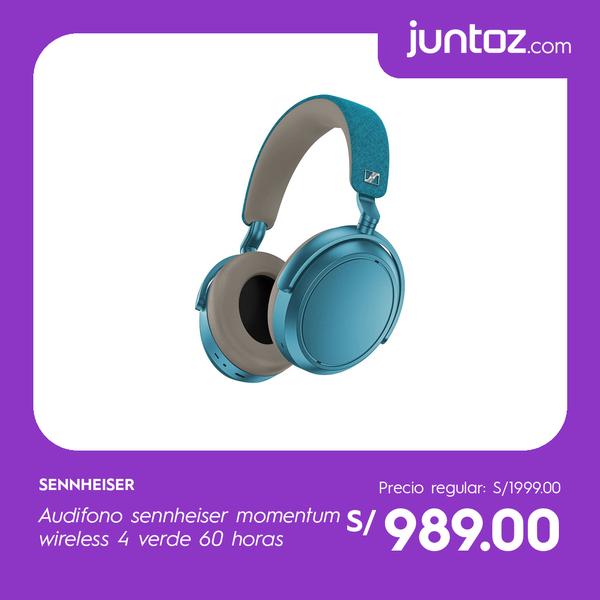 juntoz.com
SENNHEISER
Audifono sennheiser momentum
wireless 4 verde 60 horas
Precio regular: S/1999.00
S/ 989.00